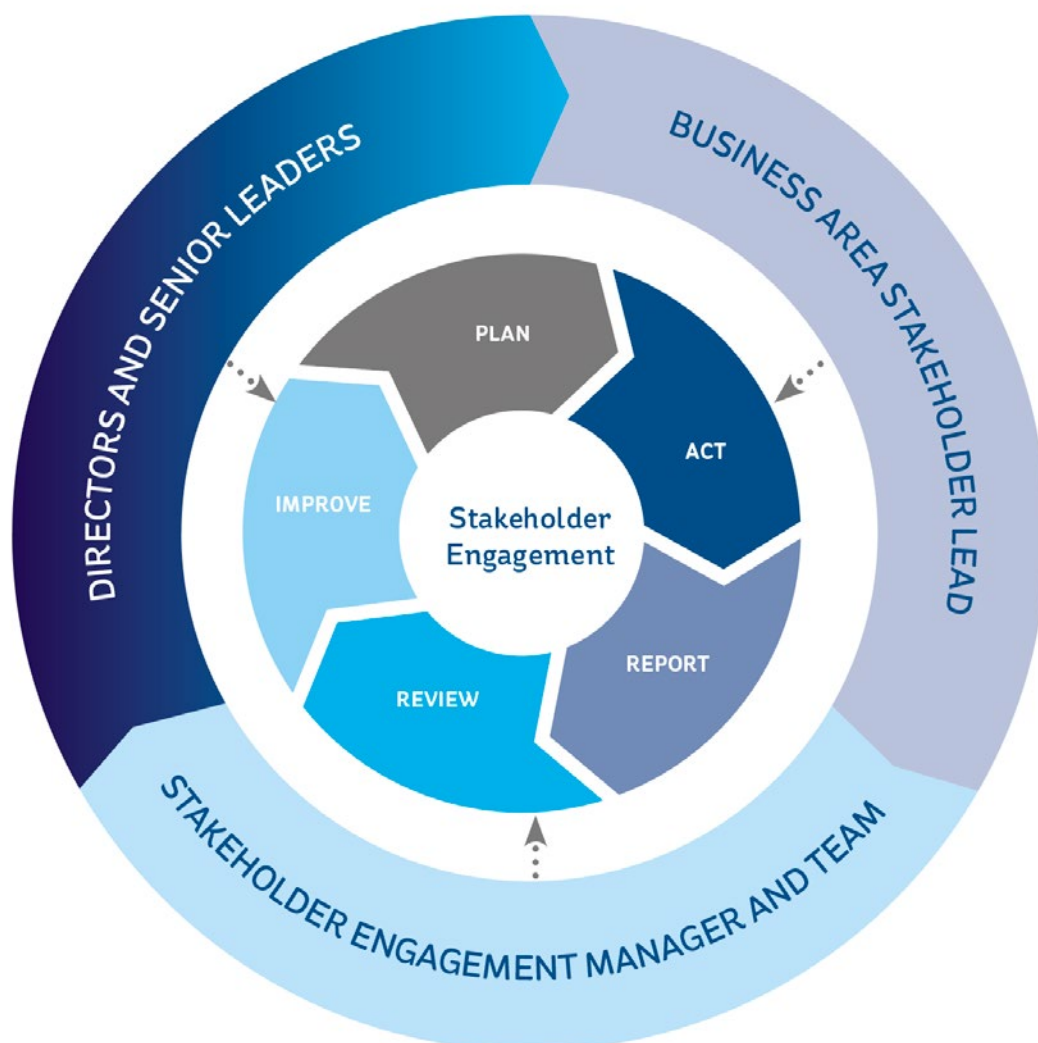 DIRECTORS AND SENIOR LEADERS
BUSINESS AREA STAKEHOLDER LEAD
STAKEHOLDER ENGAGEMENT MANAGER AND TEAM
PLAN
ACT
REPORT
REVIEW
IMPROVE
Stakeholder
Engagement